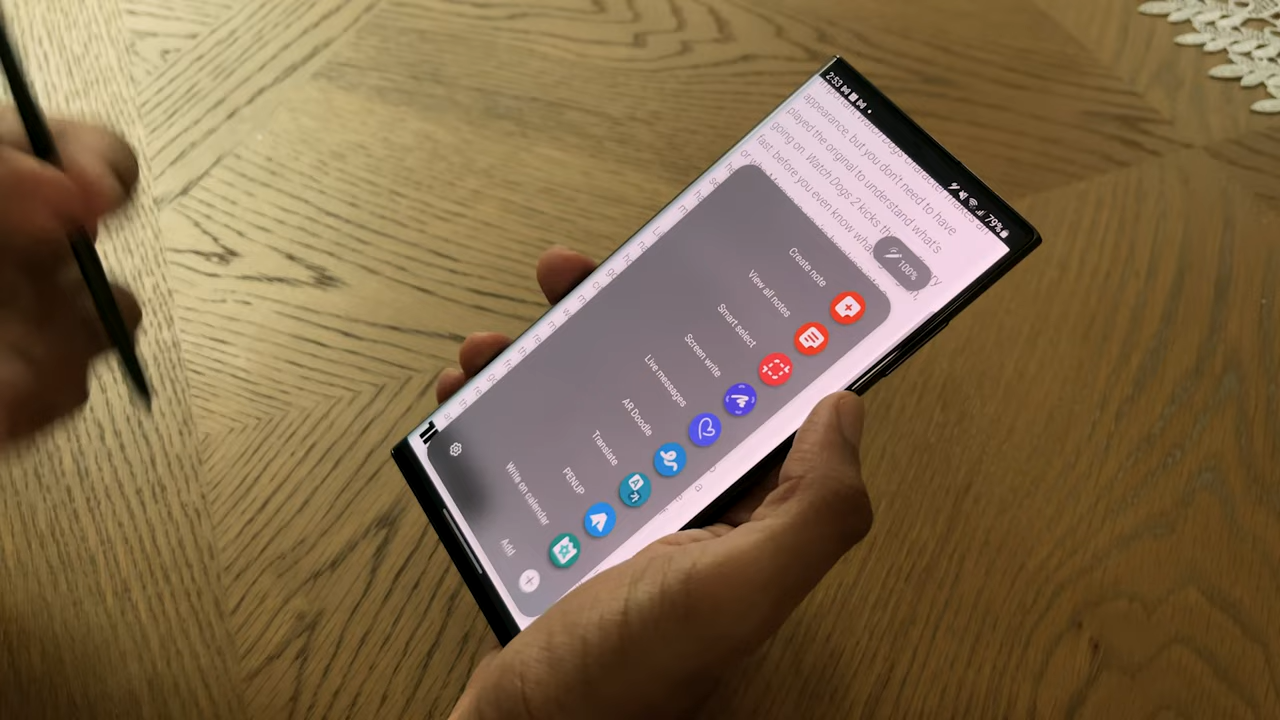 2:53
79%
appearance, but you don't need to have
played the original to understand what's
going on. Watch Dogs 2 kicks
fast before you even know
100%
Create note
View all notes
Smart select
Screen write
Live messages
AR Doodle
Translate
PENUP
Write on calendar
Add